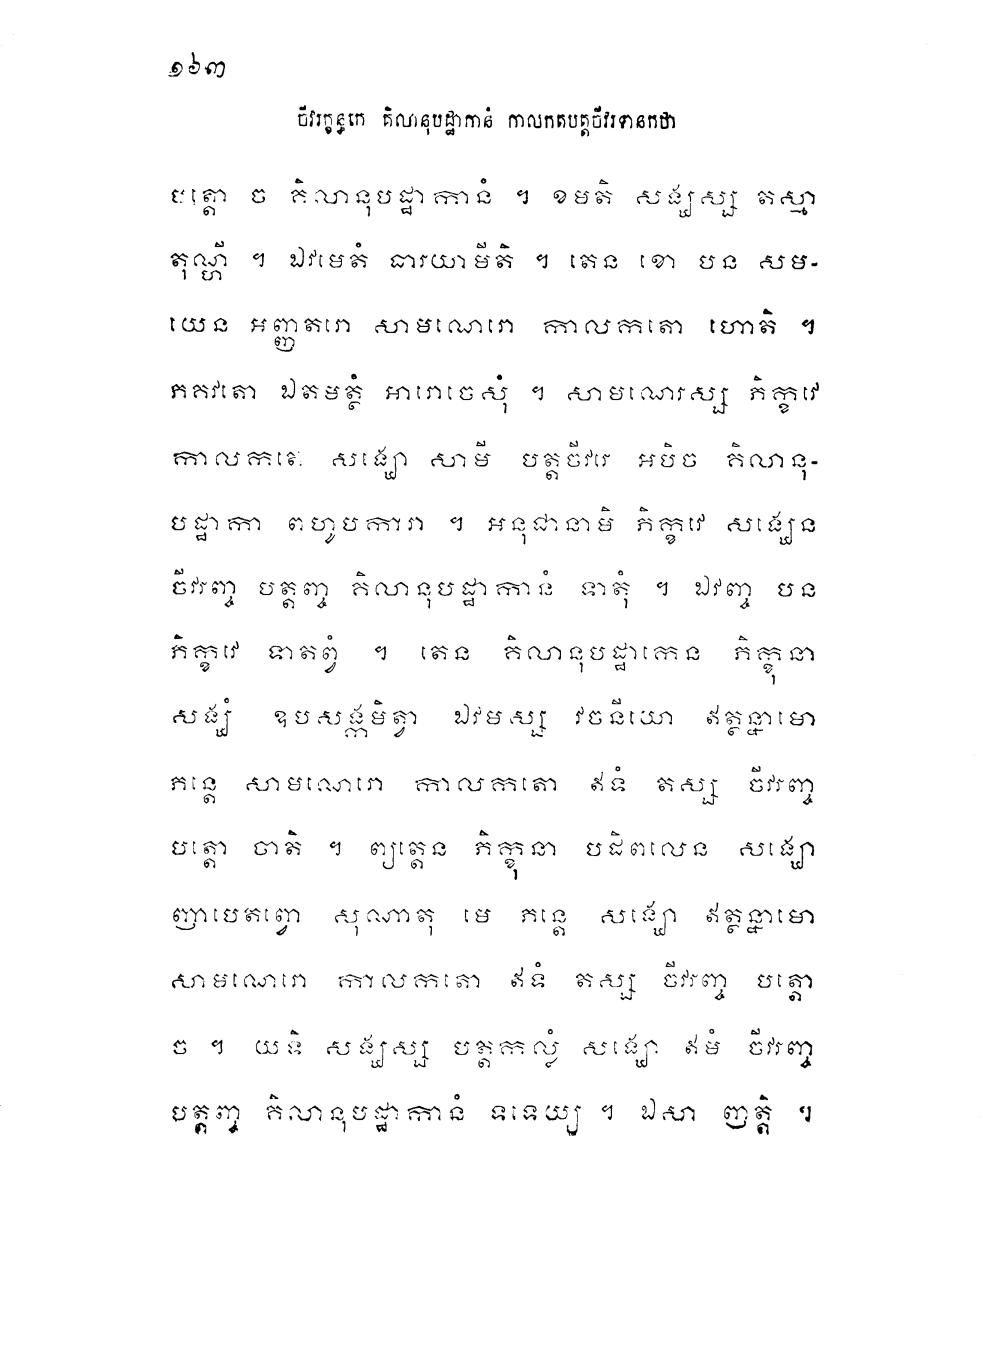 ១៦៣
ចីវរក្ខន្ធកេ គិលានុបដ្ឋាកានំ កាលកតបត្តចីវរទានកថា
បត្តោ ច គិលានុបដ្ឋាកានំ ។ ខមតិ សង្ឃស្ស តស្មា
តុណ្ហី ។ ឯវមេតំ ធារយាមីតិ ។ តេន ខោ បន សម-
យេន អញ្ញតរោ សាមណេរោ កាលកតោ ហោតិ ។
ភគវតោ ឯតមត្ថំ អារោចេសុំ ។ សាមណេរស្ស ភិក្ខវេ
កាលកតេ សង្ឃោ សាមី បត្តចីវរេ អបិច គិលានុ-
បដ្ឋាកា ពហូបការា ។ អនុជានាមិ ភិក្ខវេ សង្ឃេន
ចីវរញ្ច បត្តញ្ច គិលានុបដ្ឋាកានំ ទាតុំ ។ ឯវញ្ច បន
ភិក្ខវេ ទាតព្វំ ។ តេន គិលានុបដ្ឋាកេន ភិក្ខុនា
សង្ឃំ ឧបសង្កមិត្វា ឯវមស្ស វចនីយោ ឥត្ថន្នាមោ
ភន្តេ សាមណេរោ កាលកតោ ឥទំ តស្ស ចីវរញ្ច
បត្តោ ចាតិ ។ ព្យត្តេន ភិក្ខុនា បដិពលេន សង្ឃោ
ញាបេតព្វោ សុណាតុ មេ ភន្តេ សង្ឃោ ឥត្ថន្នាមោ
សាមណេរោ កាលកតោ ឥទំ តស្ស ចីវរញ្ច បត្តោ
ច ។ យទិ សង្ឃស្ស បត្តកល្លំ សង្ឃោ ឥមំ ចីវរញ្ច
បត្តញ្ច គិលានុបដ្ឋាកានំ ទទេយ្យ ។ ឯសា ញត្តិ ។